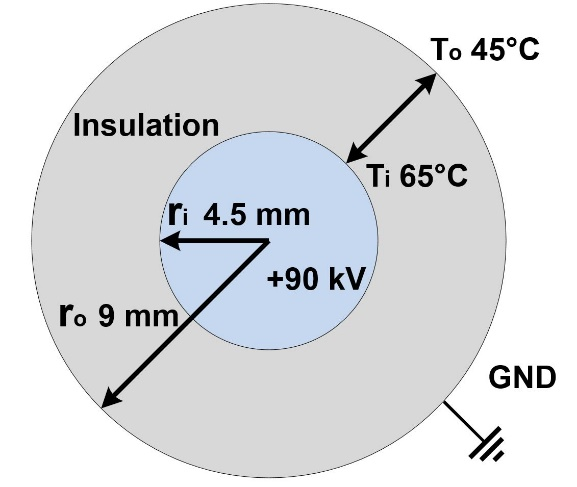 To 45°C
Insulation
Ti 65°C
ri 4.5 mm
+90 kV
ro 9 mm
GND